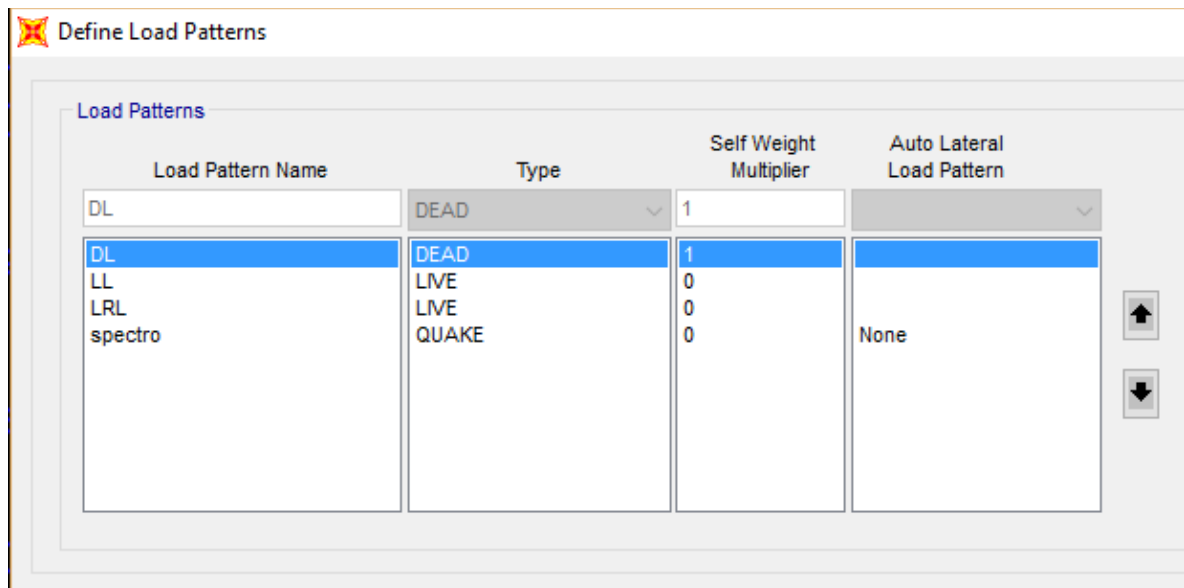 Define Load Patterns
Load Patterns
Load Pattern Name Type Self Weight Multiplier Auto Lateral Load Pattern
DL DEAD 1
DL DEAD 1
LL LIVE 0
LRL LIVE 0
spectro QUAKE 0 None